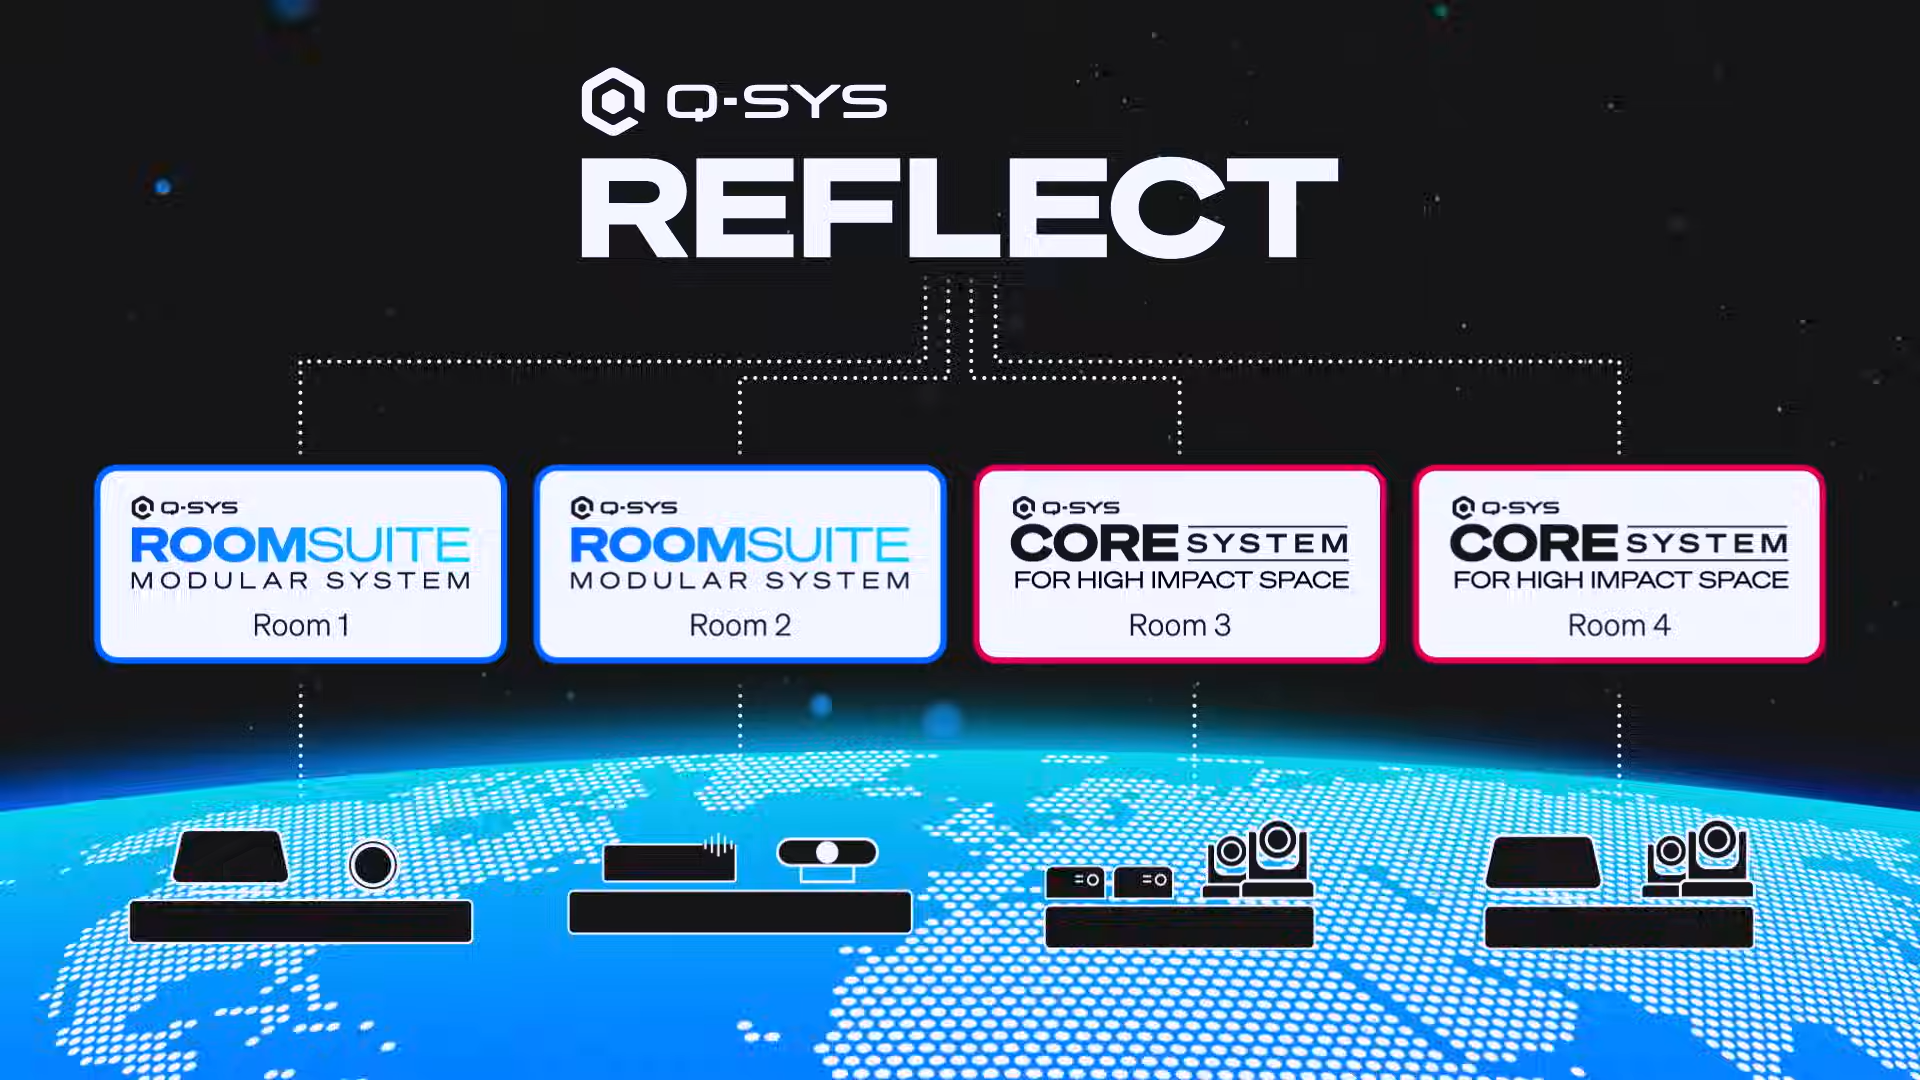 Q-SYS
REFLECT
Q-SYS
ROOMSUITE
MODULAR SYSTEM
Room 1
Q-SYS
ROOMSUITE
MODULAR SYSTEM
Room 2
Q-SYS
CORE SYSTEM
FOR HIGH IMPACT SPACE
Room 3
Q-SYS
CORE SYSTEM
FOR HIGH IMPACT SPACE
Room 4